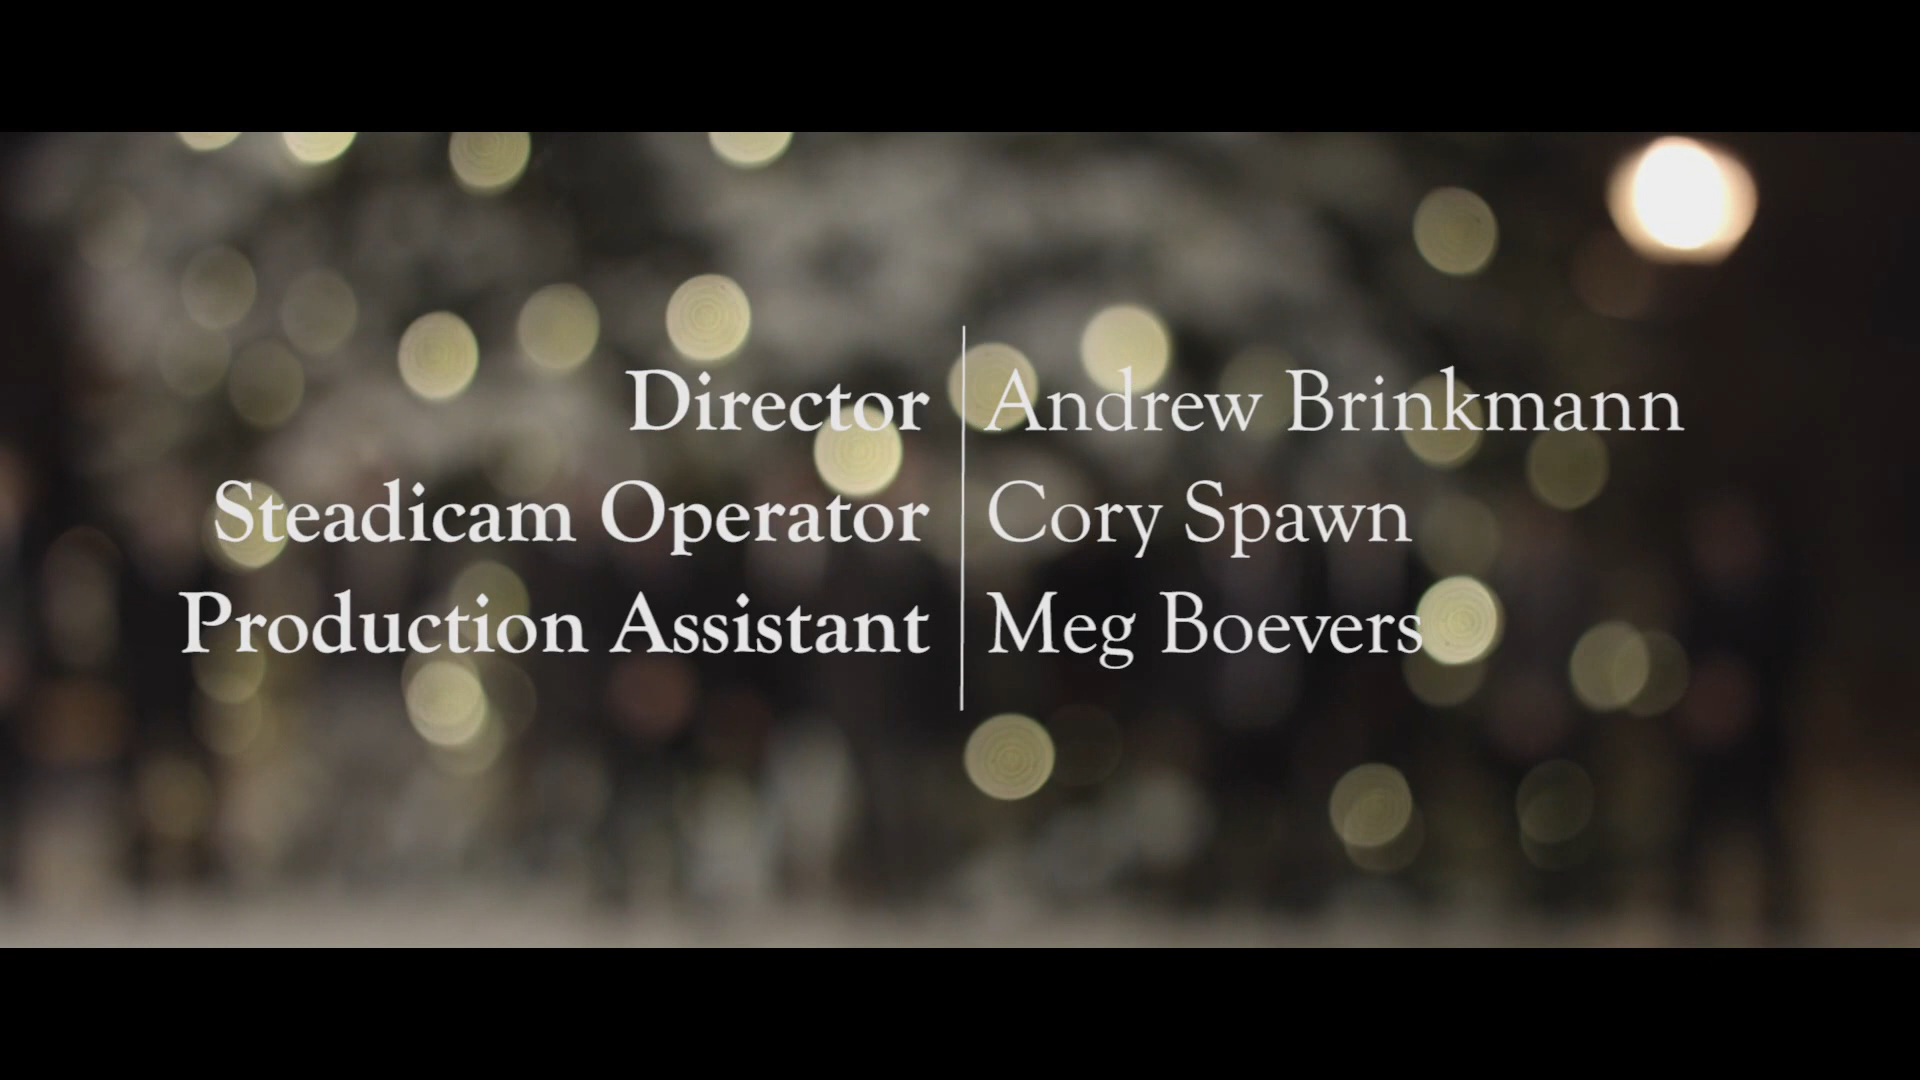 Director Andrew Brinkmann
Steadicam Operator Cory Spawn
Production Assistant Meg Boevers